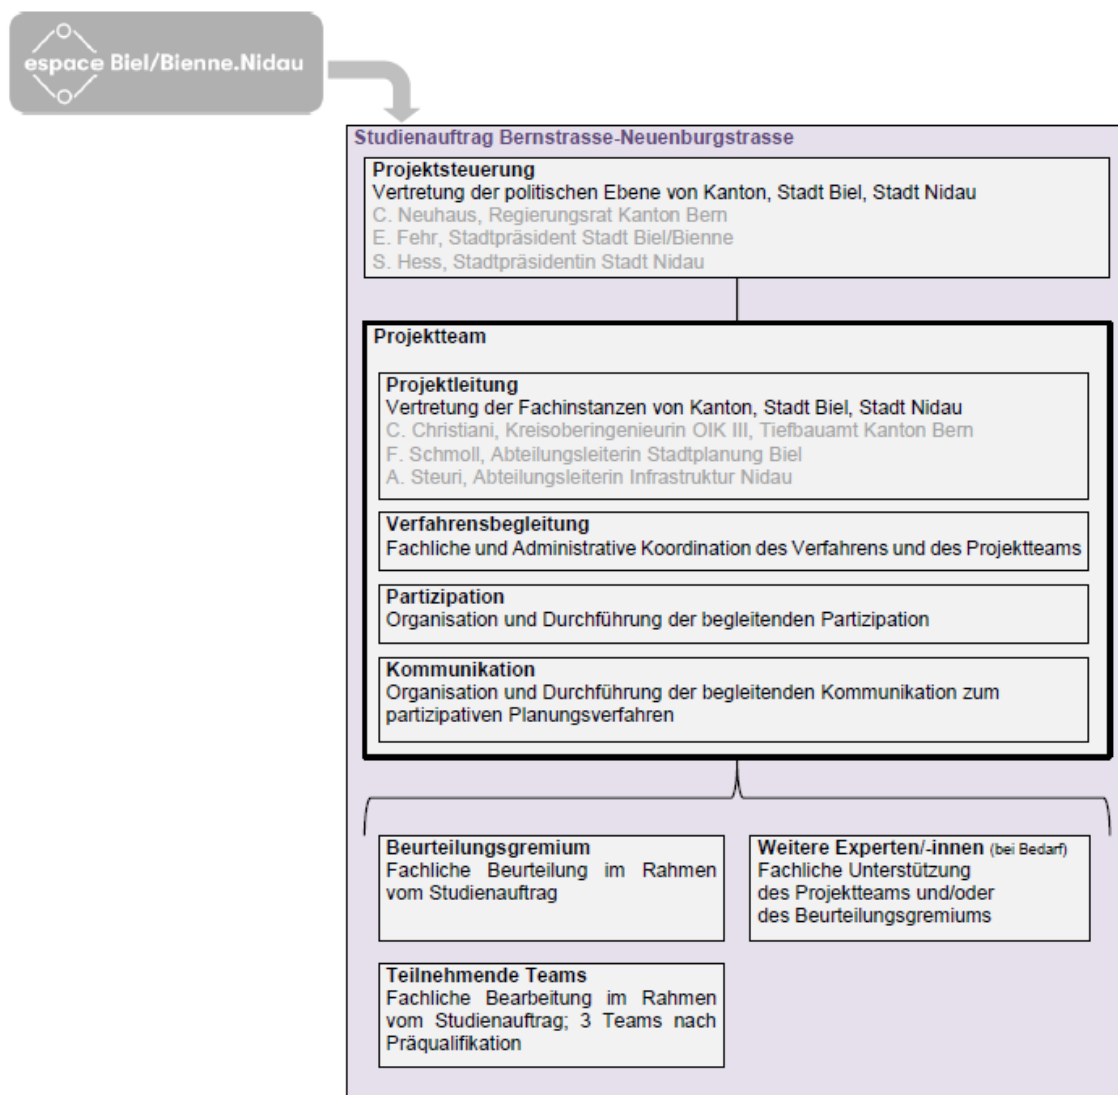 espace Biel/Bienne.Nidau
Studienauftrag Bernstrasse-Neuenburgstrasse
Projektsteuerung
Vertretung der politischen Ebene von Kanton, Stadt Biel, Stadt Nidau
C. Neuhaus, Regierungsrat Kanton Bern
E. Fehr, Stadtpräsident Stadt Biel/Bienne
S. Hess, Stadtpräsidentin Stadt Nidau
Projektteam
Projektleitung
Vertretung der Fachinstanzen von Kanton, Stadt Biel, Stadt Nidau
C. Christiani, Kreisoberingenieurin OIK III, Tiefbauamt Kanton Bern
F. Schmoll, Abteilungsleiterin Stadtplanung Biel
A. Steuri, Abteilungsleiterin Infrastruktur Nidau
Verfahrensbegleitung
Fachliche und Administrative Koordination des Verfahrens und des Projektteams
Partizipation
Organisation und Durchführung der begleitenden Partizipation
Kommunikation
Organisation und Durchführung der begleitenden Kommunikation zum
partizipativen Planungsverfahren
Beurteilungsgremium
Fachliche Beurteilung im Rahmen
vom Studienauftrag
Weitere Experten/-innen (bei Bedarf)
Fachliche Unterstützung
des Projektteams und/oder
des Beurteilungsgremiums
Teilnehmende Teams
Fachliche Bearbeitung im Rahmen
vom Studienauftrag; 3 Teams nach
Präqualifikation